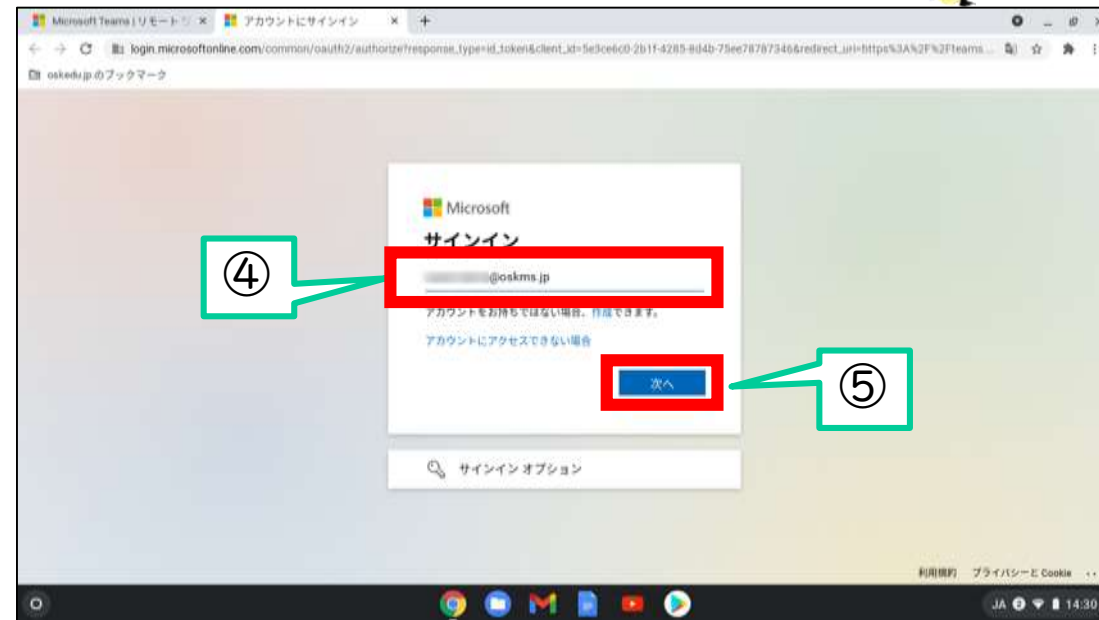 Microsoft Teams | リモート
アカウントにサインイン
login.microsoftonline.com/common/oauth2/authorize?response_type=id_token&client_id=5e3ce6c0-2b1f-4285-8d4b-75ee78787346&redirect_uri=https%3A%2F%2Fteams...
oskedu.jp のブックマーク
Microsoft
サインイン
④
@oskms.jp
アカウントをお持ちではない場合、作成できます。
アカウントにアクセスできない場合
次へ
⑤
サインイン オプション
利用規約 プライバシーと Cookie ...
JA 14:30